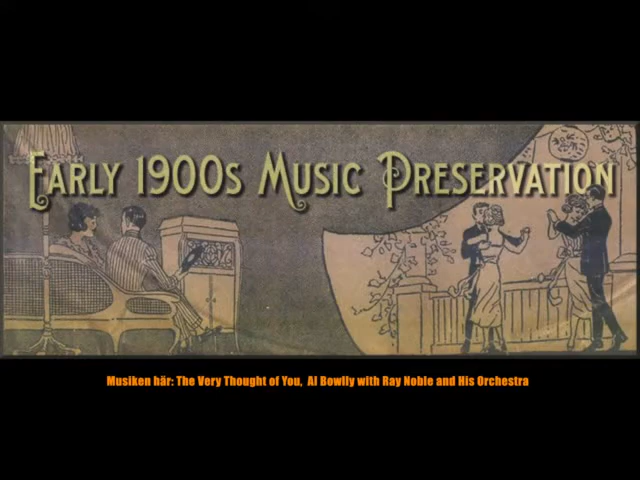 Early 1900s Music Preservation
Musiken här: The Very Thought of You, Al Bowlly with Ray Noble and His Orchestra